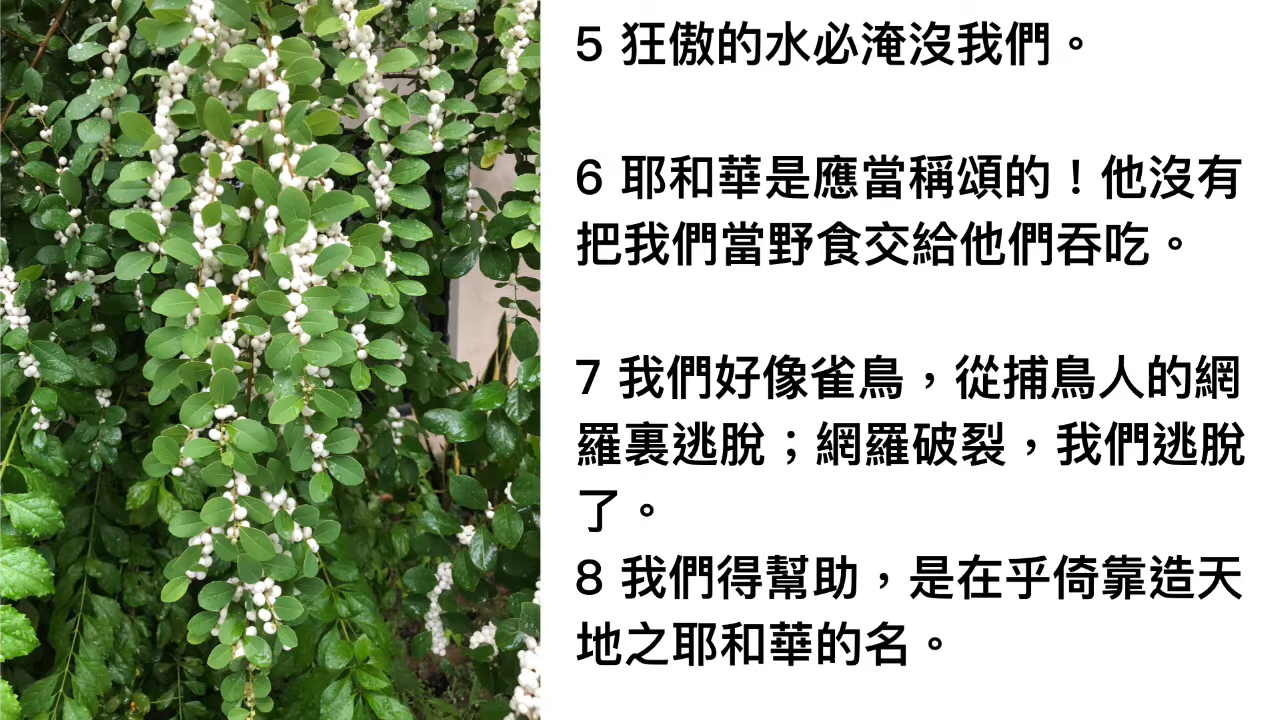 5 狂傲的水必淹沒我們。
6 耶和華是應當稱頌的！他沒有
把我們當野食交給他們吞吃。
7 我們好像雀鳥，從捕鳥人的網
羅裏逃脫；網羅破裂，我們逃脫
了。
8 我們得幫助，是在乎倚靠造天
地之耶和華的名。